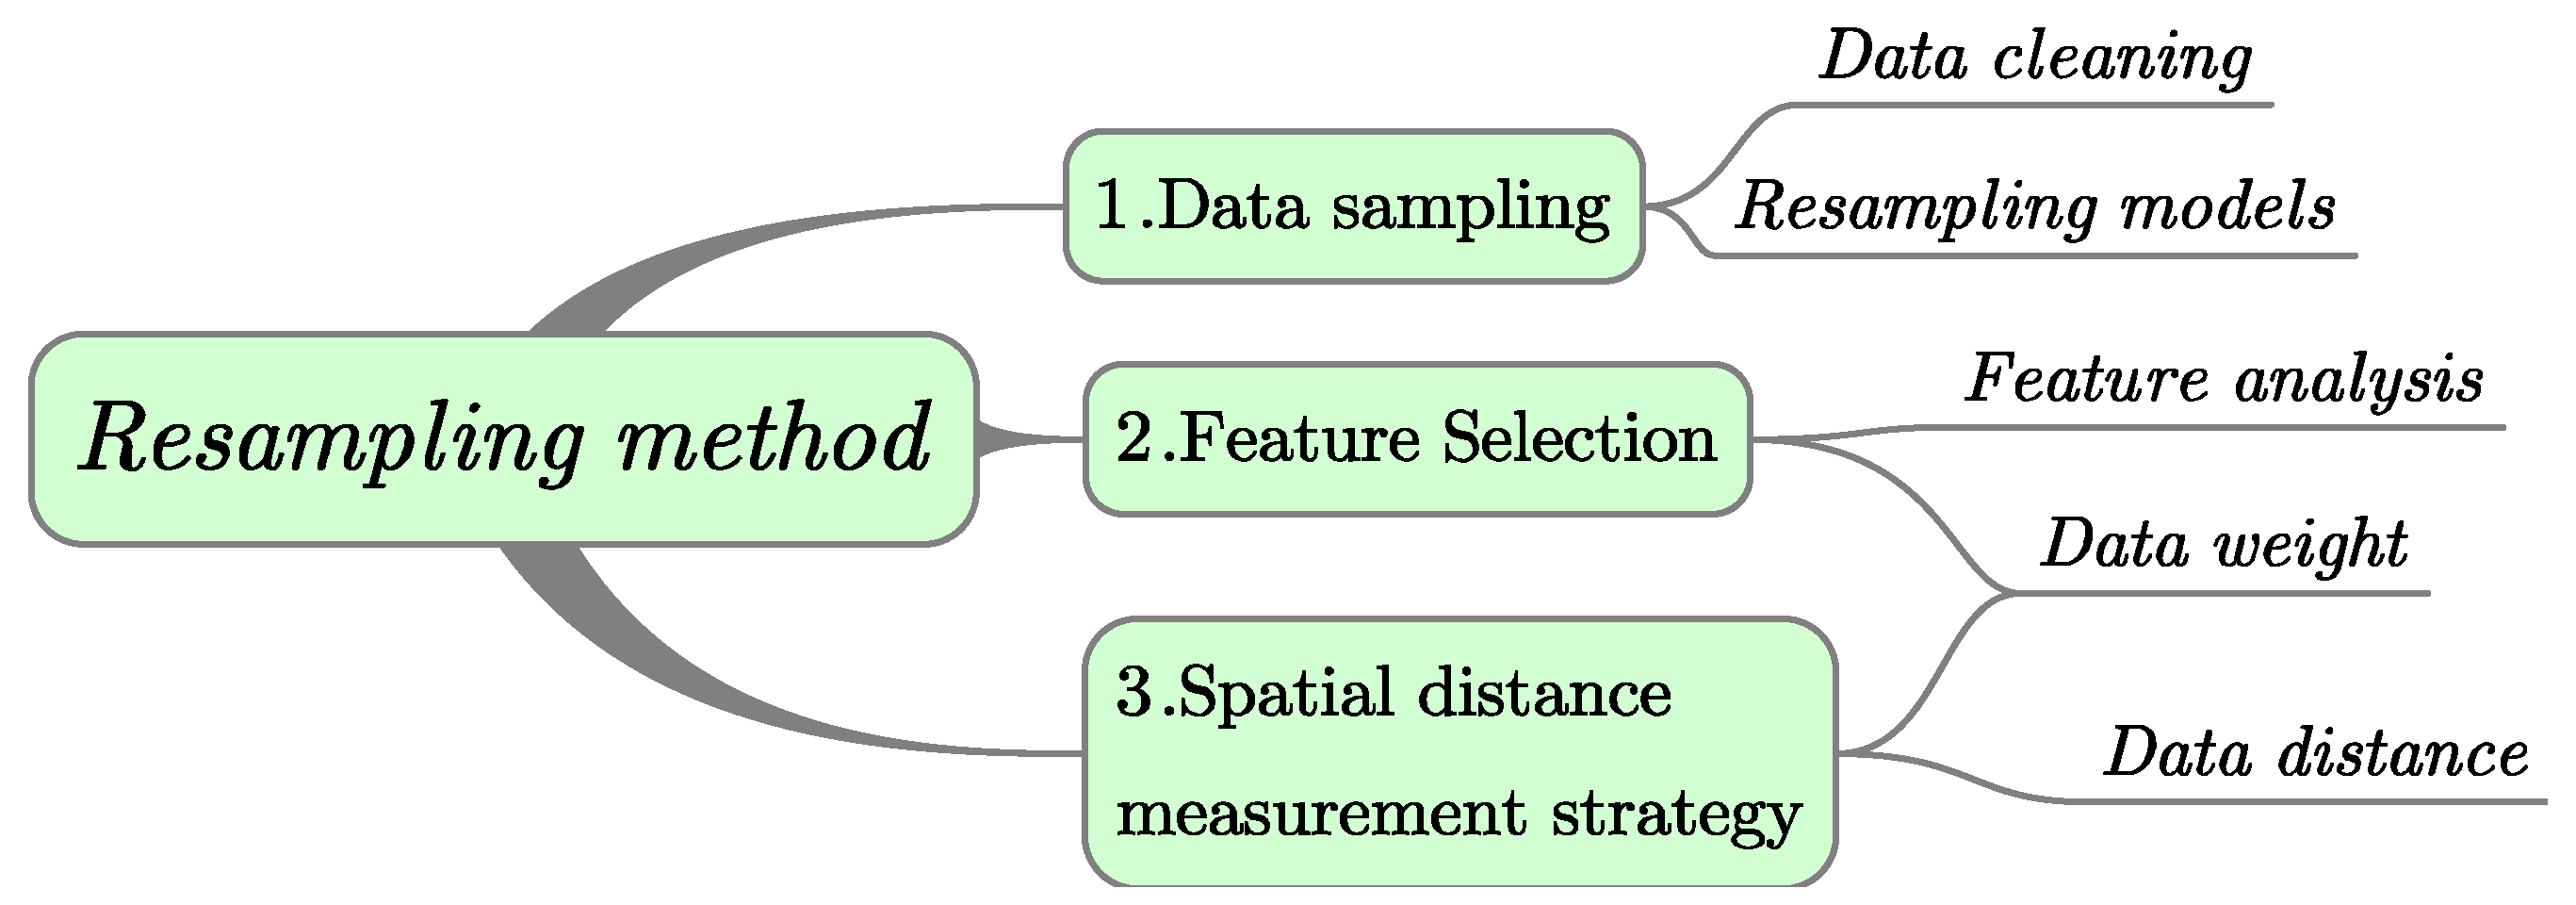 Resampling method
1.Data sampling
Data cleaning
Resampling models
2.Feature Selection
Feature analysis
Data weight
3.Spatial distance
measurement strategy
Data distance